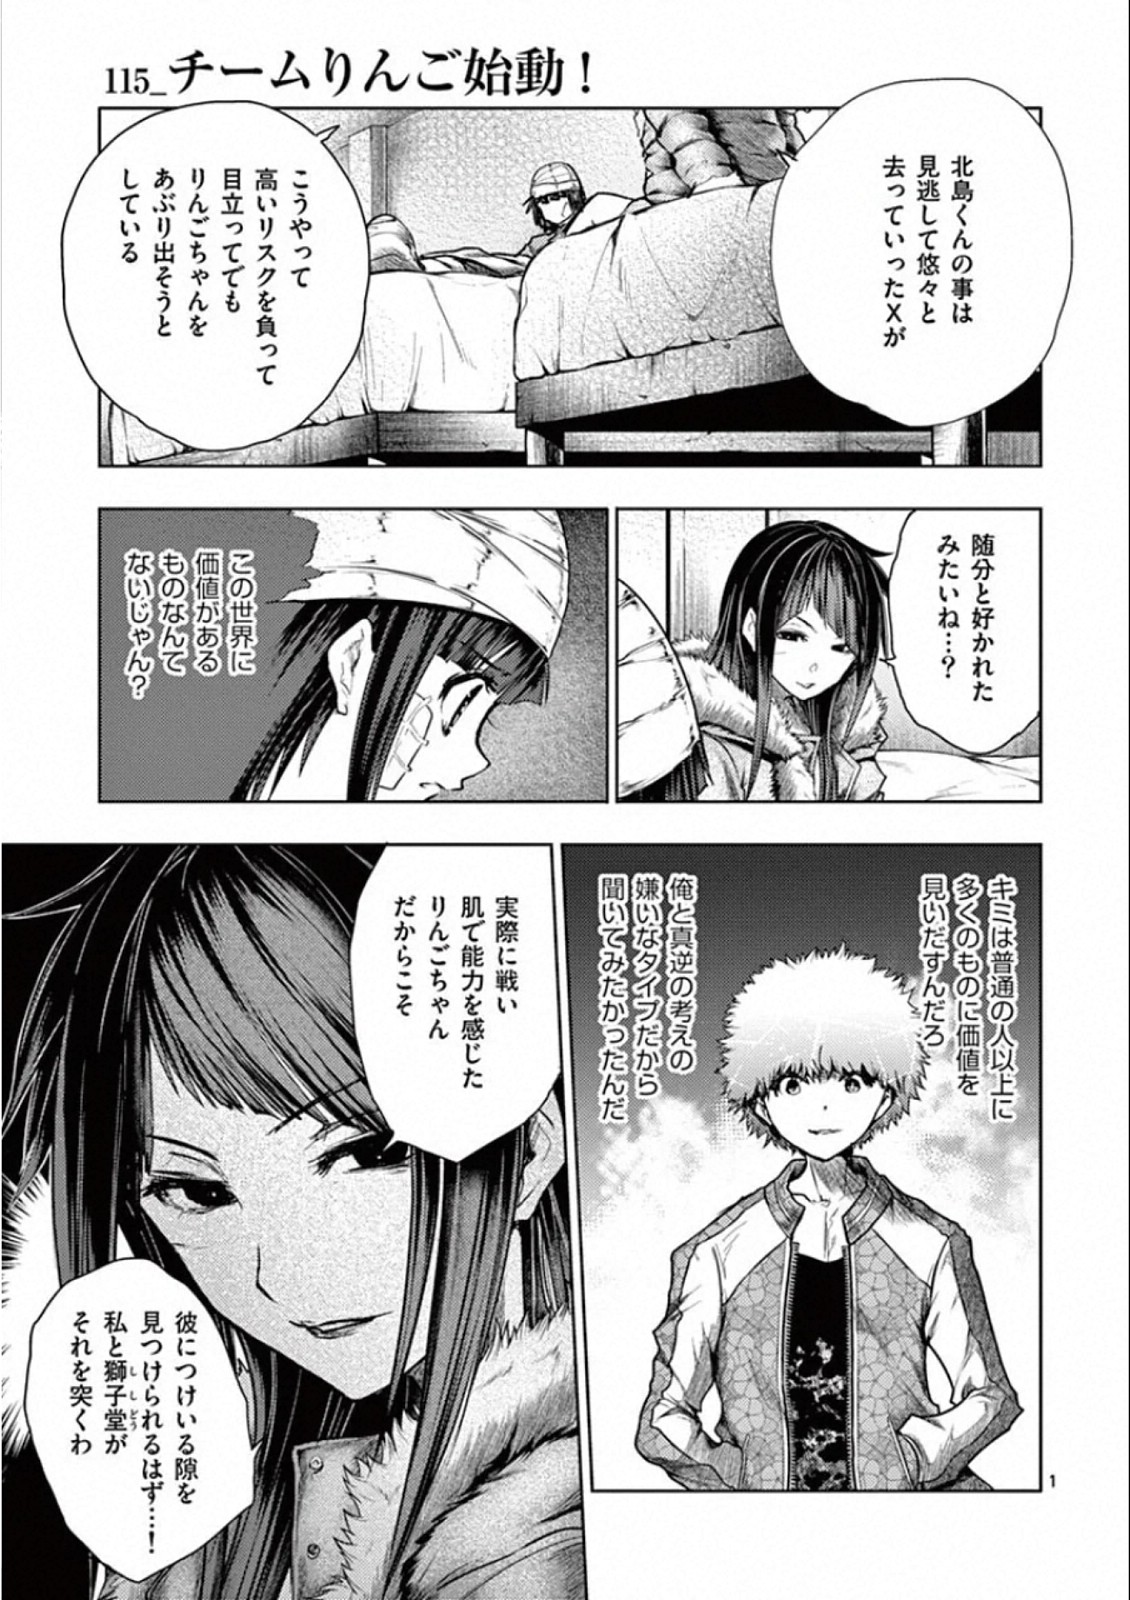 115_チームりんご始動！
北島くんの事は
見逃して悠々と
去っていったXが
こうやって
高いリスクを負って
目立ってでも
りんごちゃんを
あぶり出そうと
している
随分と好かれた
みたいね…？
この世界に
価値がある
ものなんて
ないじゃん？
キミは普通の人以上に
多くのものに価値を
見いだすんだろ
俺と真逆の考えの
嫌いなタイプだから
聞いてみたかったんだ
実際に戦い
肌で能力を感じた
りんごちゃん
だからこそ
彼につけいる隙を
見つけられるはず…！
私と獅子堂が
ししどう
それを突くわ
1